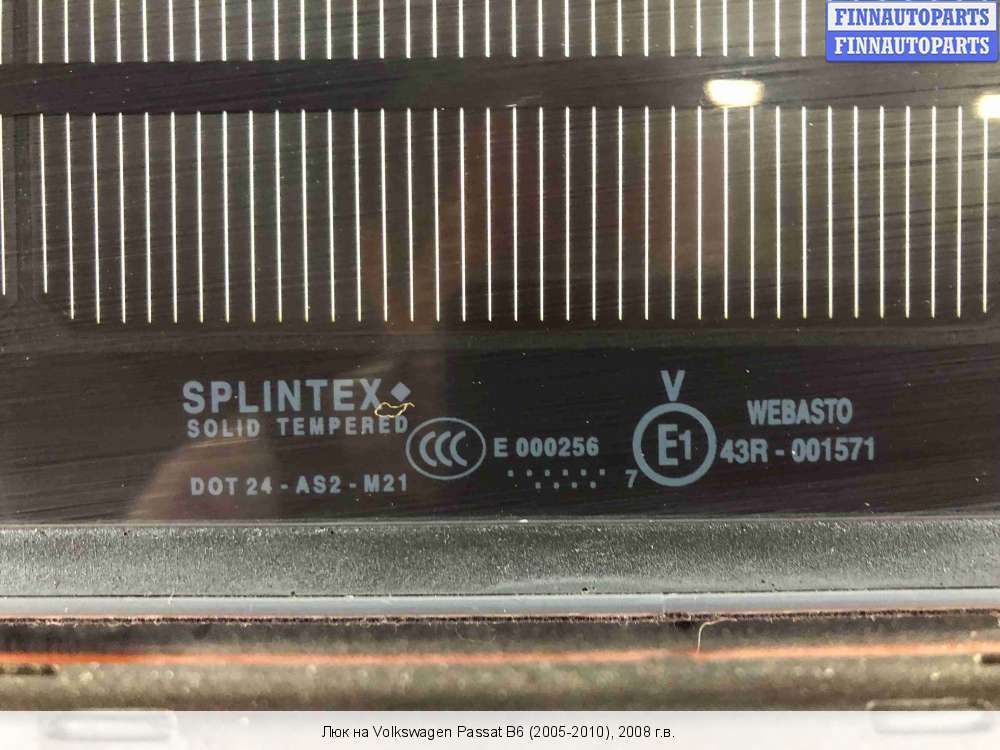 FINNAUTOPARTS
FINNAUTOPARTS
SPLINTEX
SOLID TEMPERED
DOT 24 - AS2 - M21
CCC
E 000256
7
V
E1
WEBASTO
43R - 001571
Люк на Volkswagen Passat B6 (2005-2010), 2008 г.в.